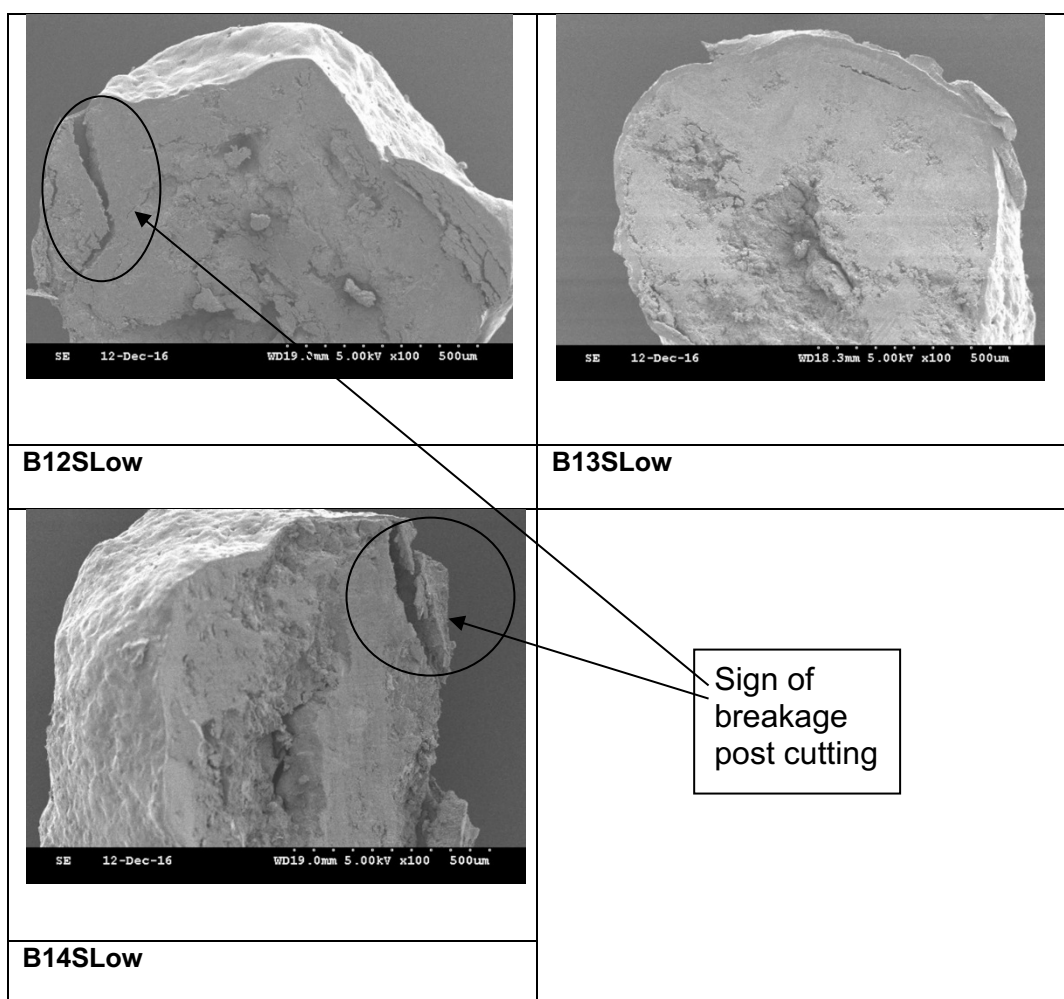 SE 12-Dec-16 WD19.0mm 5.00kV x100 500um
SE 12-Dec-16 WD18.3mm 5.00kV x100 500um
B12SLow
B13SLow
SE 12-Dec-16 WD19.0mm 5.00kV x100 500um
Sign of
breakage
post cutting
B14SLow